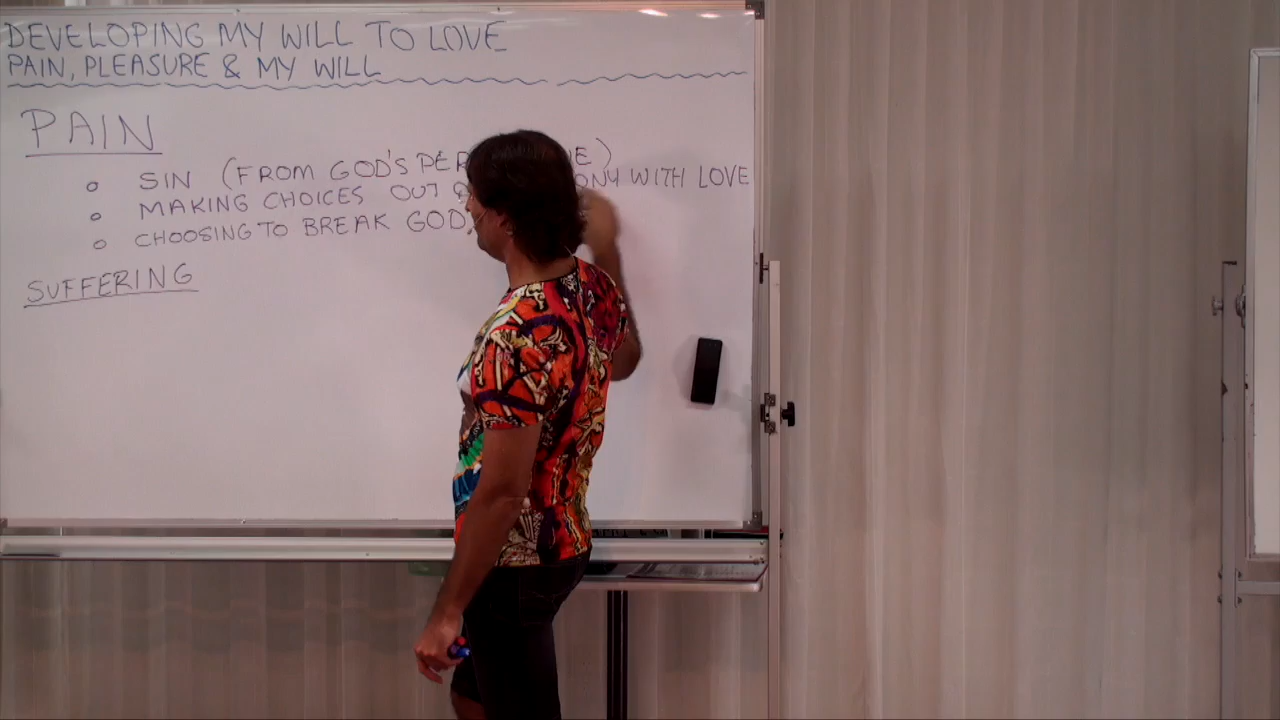 DEVELOPING MY WILL TO LOVE
PAIN, PLEASURE & MY WILL
PAIN
SIN (FROM GOD'S
MAKING CHOICES OUT WITH LOVE
CHOOSING TO BREAK GOD
SUFFERING